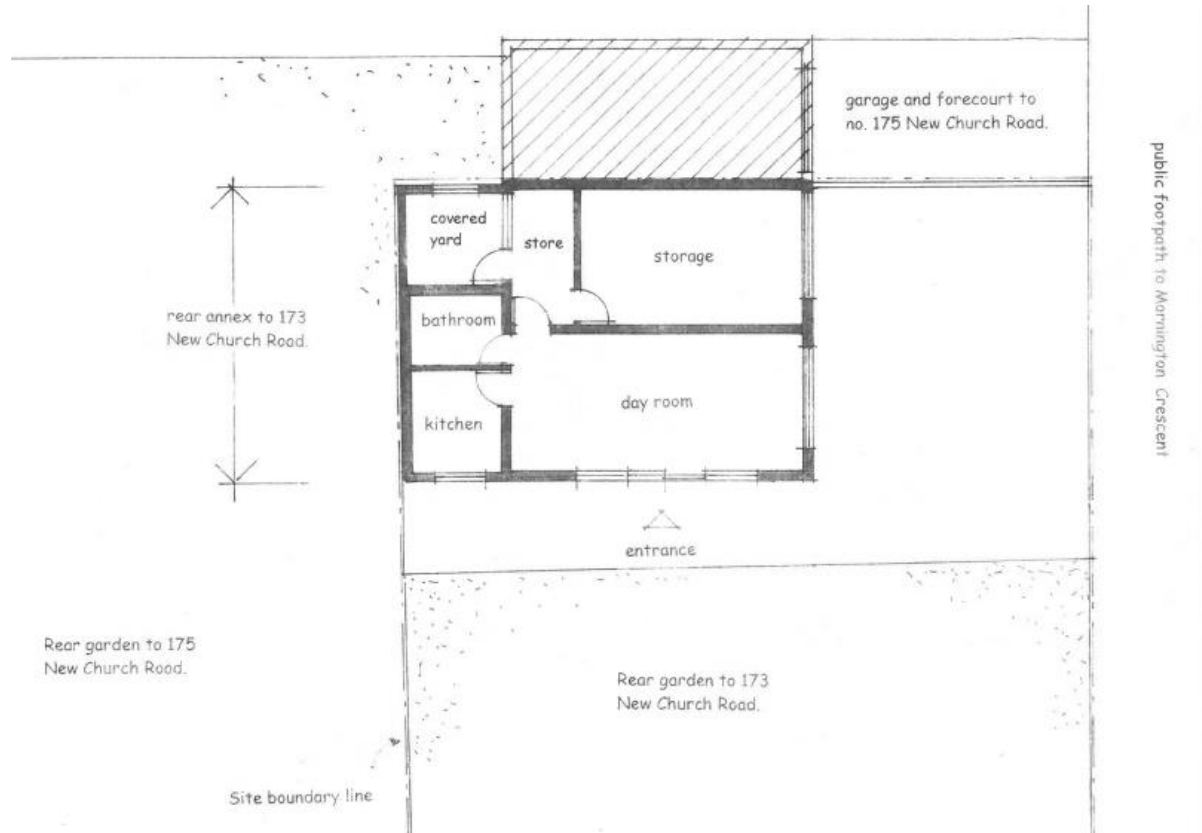 garage and forecourt to
no. 175 New Church Road.
public footpath to Mornington Crescent
covered
yard
store
storage
rear annex to 173
New Church Road.
bathroom
day room
kitchen
entrance
Rear garden to 175
New Church Road.
Rear garden to 173
New Church Road.
Site boundary line